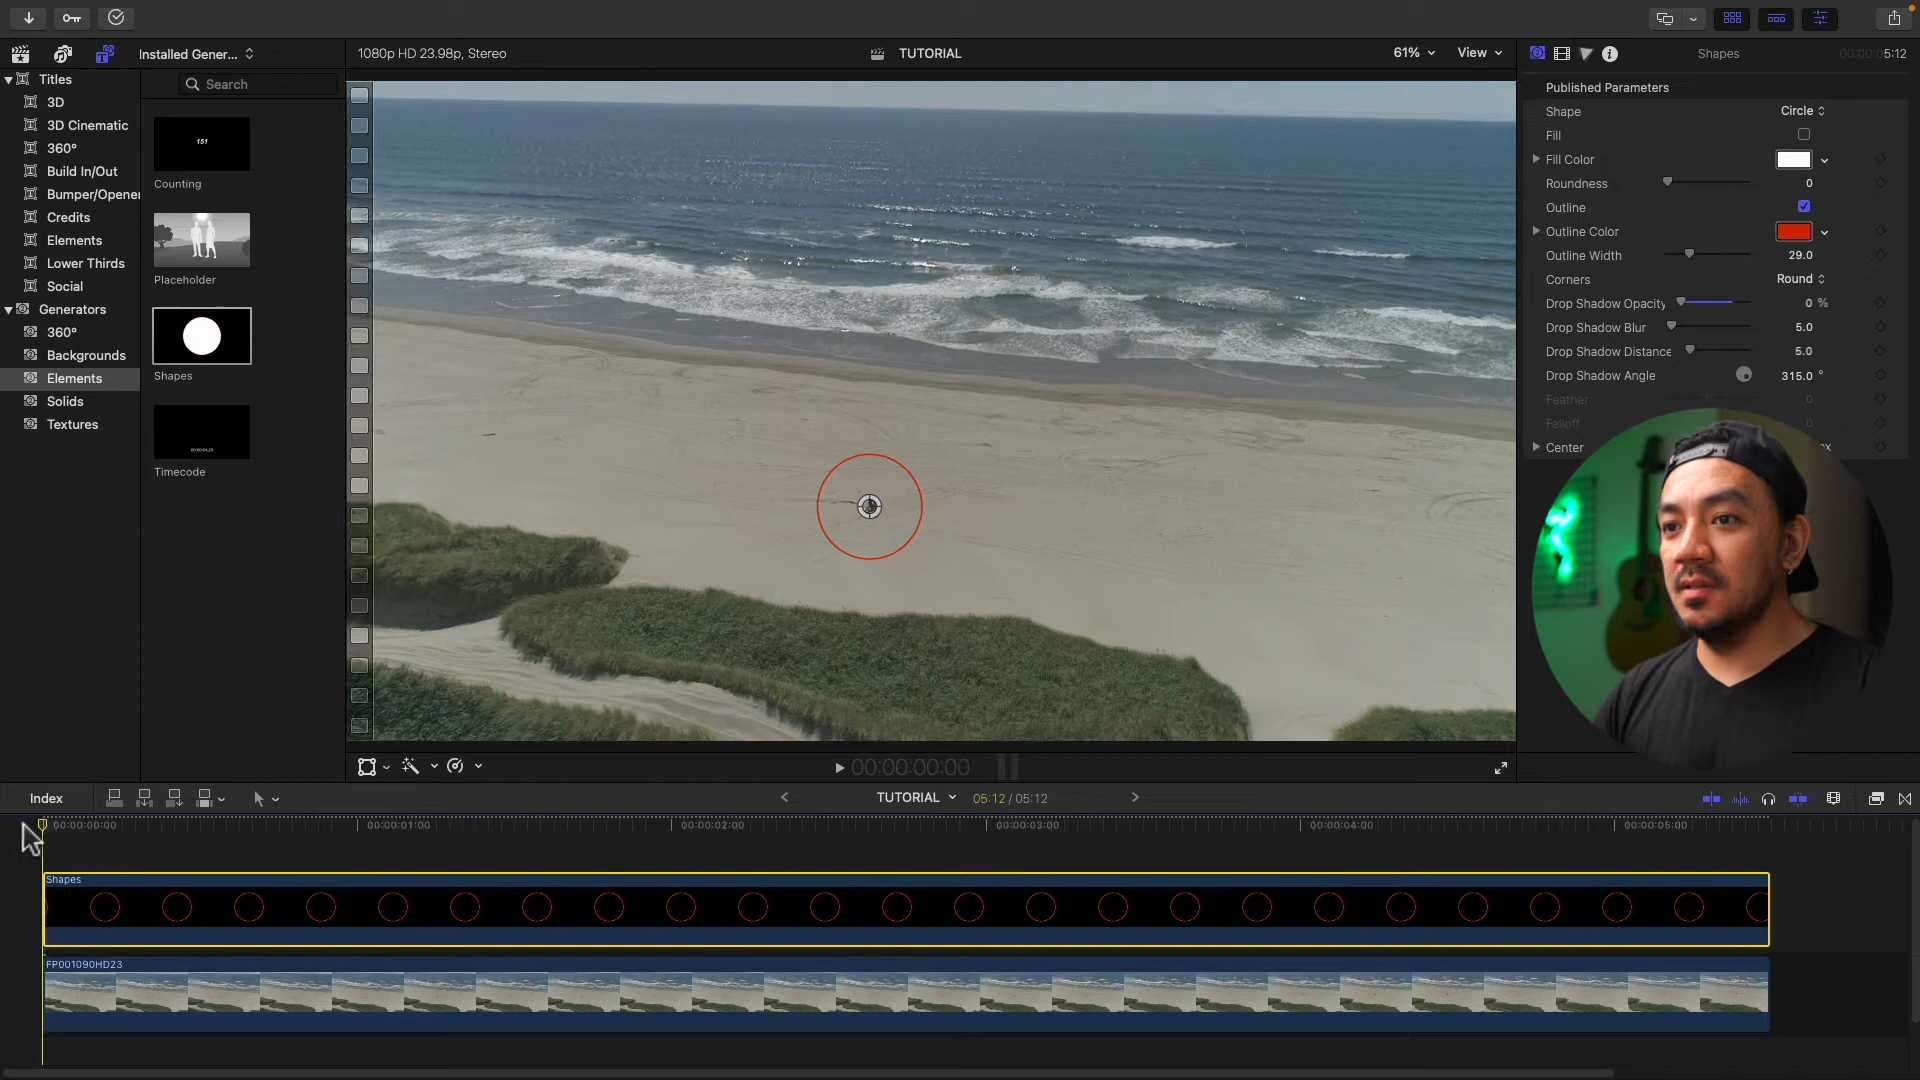 Installed Gener...
1080p HD 23.98p, Stereo
TUTORIAL
61%
View
Shapes
00:00:05:12
Titles
3D
3D Cinematic
360°
Build In/Out
Bumper/Opener
Credits
Elements
Lower Thirds
Social
Generators
360°
Backgrounds
Elements
Solids
Textures
Search
151
Counting
Placeholder
Shapes
Timecode
Published Parameters
Shape
Circle
Fill
Fill Color
Roundness
0
Outline
Outline Color
Outline Width
29.0
Corners
Round
Drop Shadow Opacity
0 %
Drop Shadow Blur
5.0
Drop Shadow Distance
5.0
Drop Shadow Angle
315.0 °
Feather
0
Falloff
0
Center
00:00:00:00
Index
TUTORIAL
05:12 / 05:12
00:00:00:00
00:00:01:00
00:00:02:00
00:00:03:00
00:00:04:00
00:00:05:00
Shapes
FP001090HD23